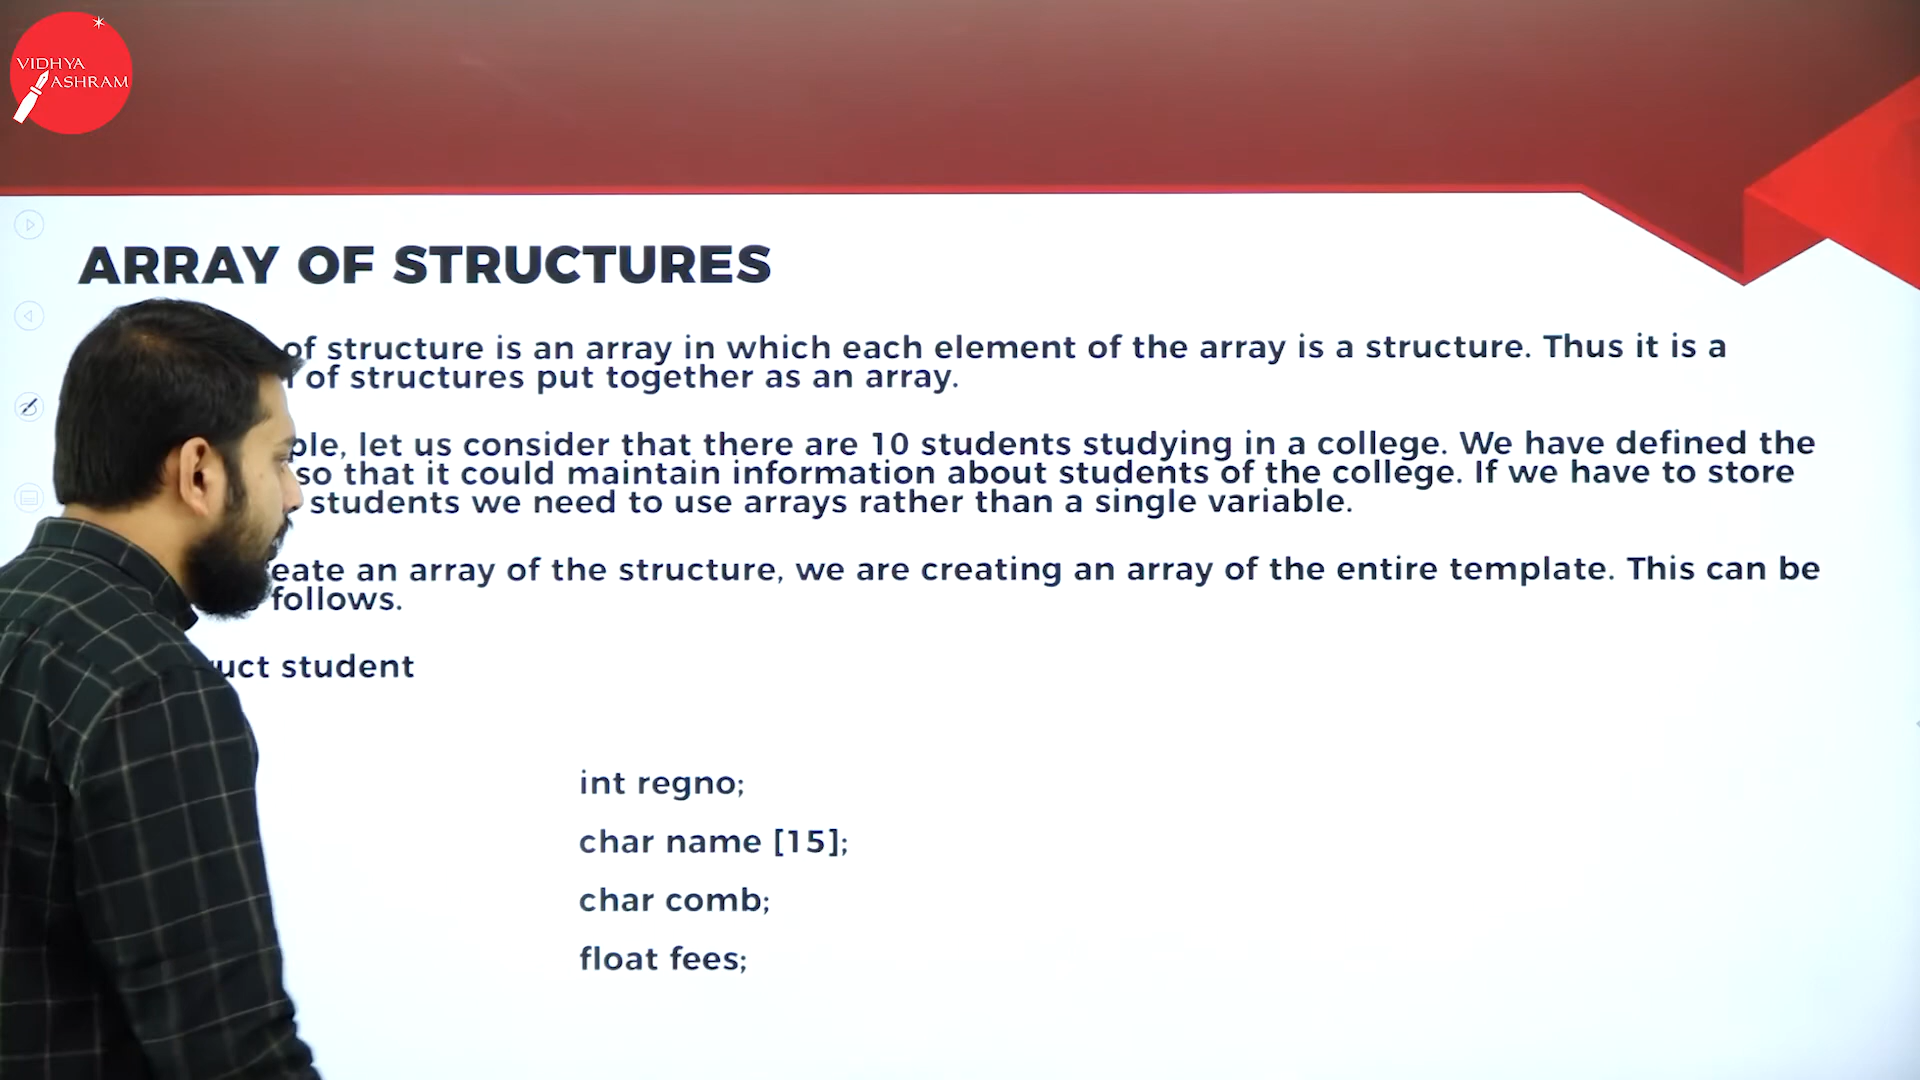 VIDHYA
ASHRAM
ARRAY OF STRUCTURES
of structure is an array in which each element of the array is a structure. Thus it is a
of structures put together as an array.
ple, let us consider that there are 10 students studying in a college. We have defined the
so that it could maintain information about students of the college. If we have to store
students we need to use arrays rather than a single variable.
eate an array of the structure, we are creating an array of the entire template. This can be
follows.
uct student
int regno;
char name [15];
char comb;
float fees;